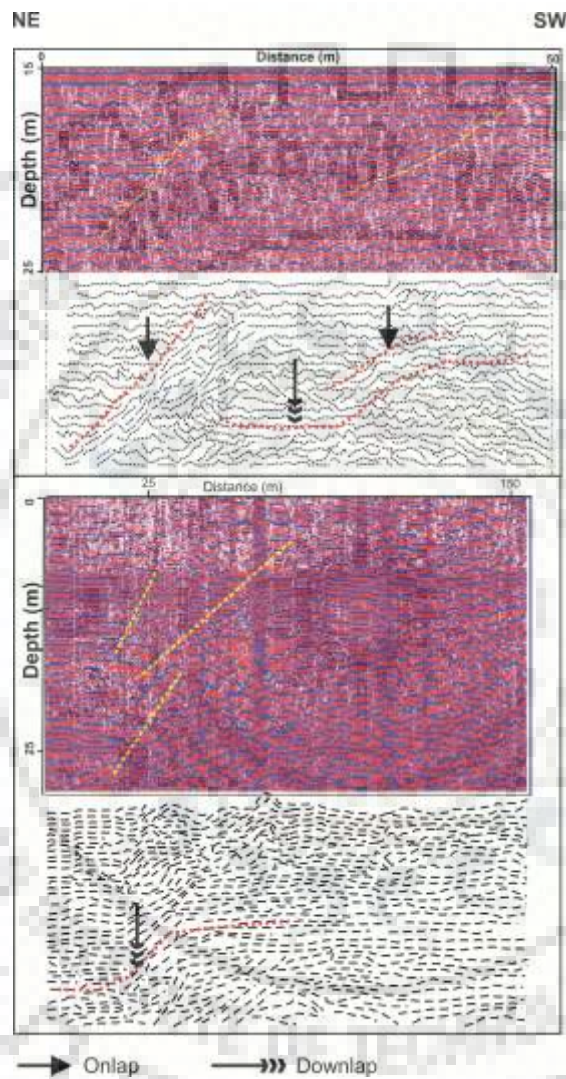 NE SW
Distance (m)
0 50
15
Depth (m)
25
Distance (m)
25 150
0
Depth (m)
25
Onlap Downlap